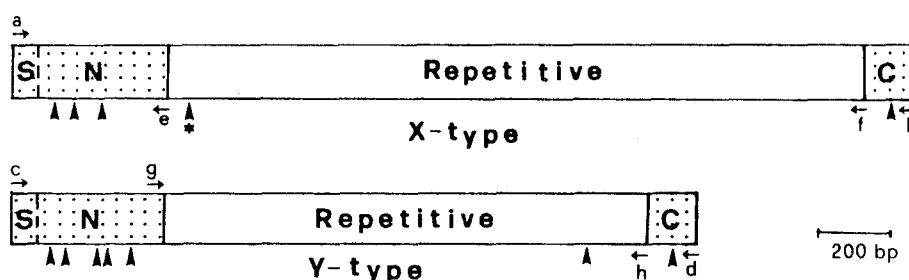 a
S N Repetitive C
e * f
X-type
c g
S N Repetitive C
h d
Y-type
200 bp